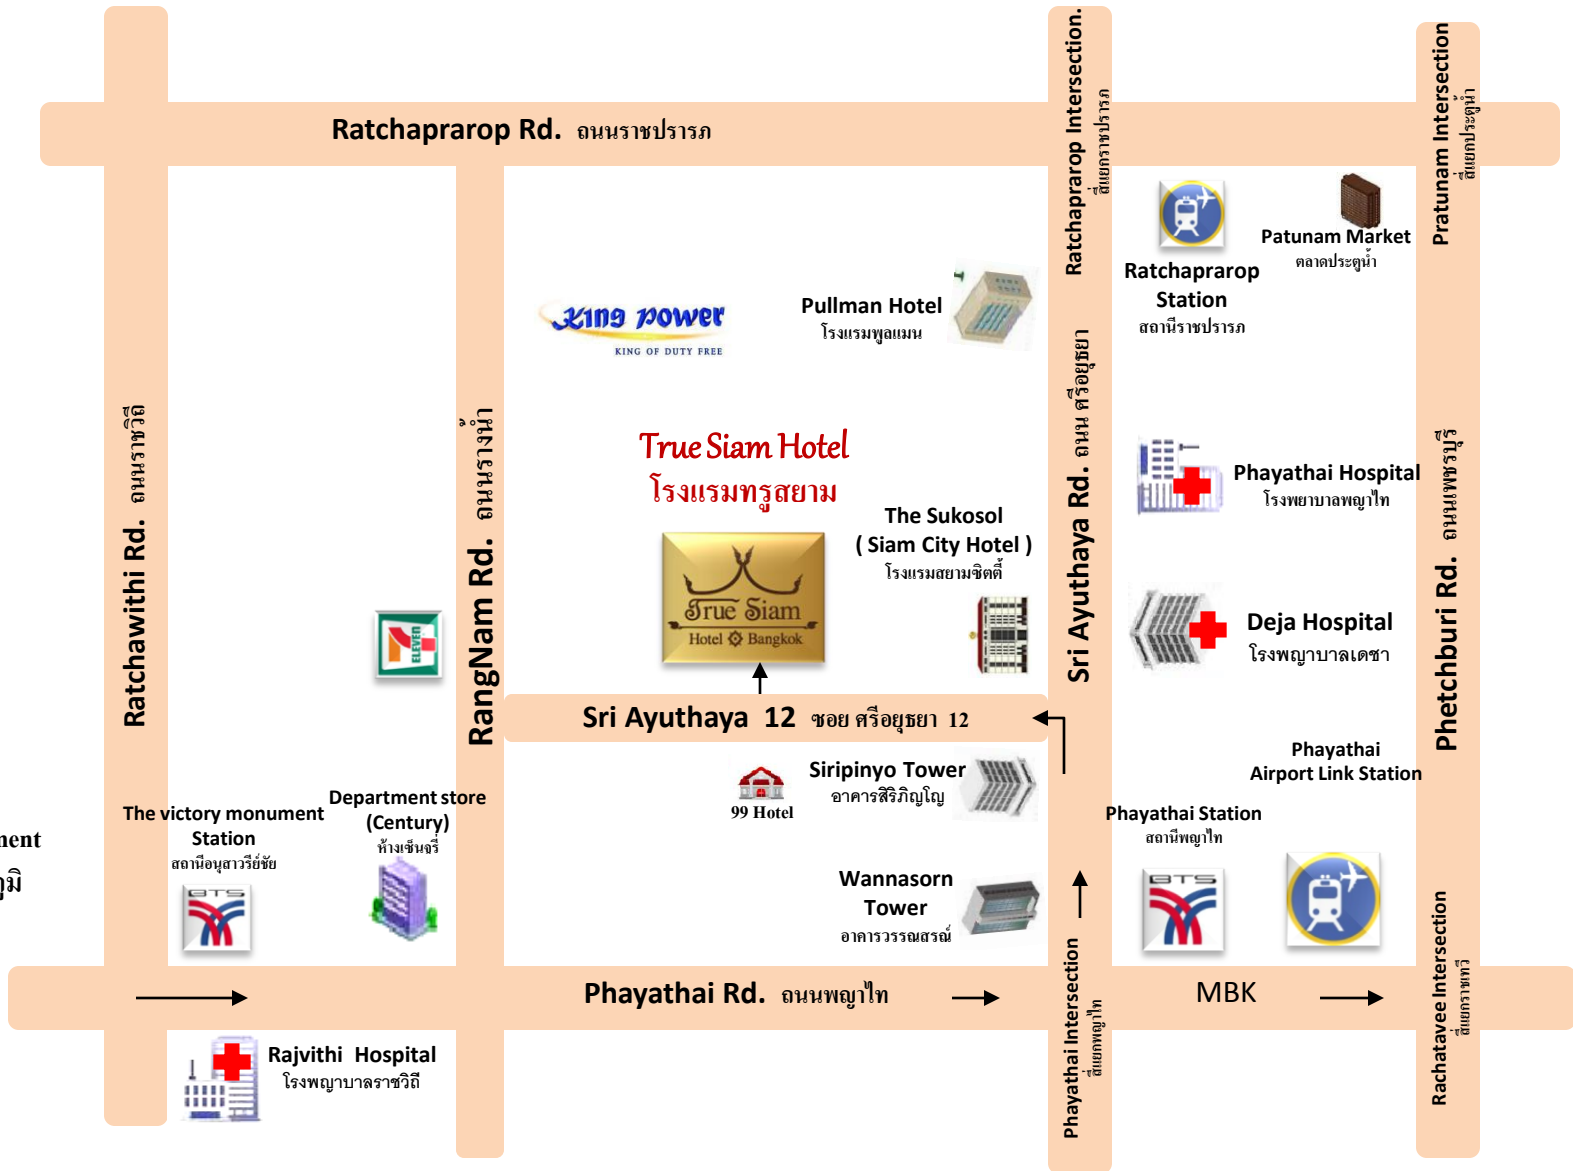 Ratchaprarop Rd. ถนนราชปรารภ
Ratchaprarop Intersection.
สี่แยกราชปรารภ
Pratunam Intersection
สี่แยกประตูน้ำ
Patunam Market
ตลาดประตูน้ำ
Ratchaprarop
Station
สถานีราชปรารภ
Pullman Hotel
โรงแรมพูลแมน
King Power
KING OF DUTY FREE
Ratchawithi Rd. ถนนราชวิถี
RangNam Rd. ถนนรางน้ำ
True Siam Hotel
โรงแรมทรูสยาม
True Siam
Hotel Bangkok
The Sukosol
( Siam City Hotel )
โรงแรมสยามซิตตี้
Sri Ayuthaya Rd. ถนน ศรีอยุธยา
Phayathai Hospital
โรงพยาบาลพญาไท
Deja Hospital
โรงพญาบาลเดชา
Phetchburi Rd. ถนนเพชรบุรี
7
ELEVEN
Sri Ayuthaya 12 ซอย ศรีอยุธยา 12
Phayathai
Airport Link Station
Siripinyo Tower
อาคารสิริภิญโญ
99 Hotel
Department store
(Century)
ห้างเซ็นจรี่
The victory monument
Station
สถานีอนุสาวรีย์ชัย
BTS
Phayathai Station
สถานีพญาไท
BTS
Wannasorn
Tower
อาคารวรรณสรณ์
nent
ภูมิ
Phayathai Rd. ถนนพญาไท
MBK
Phayathai Intersection
สี่แยกพญาไท
Rachatavee Intersection
สี่แยกราชเทวี
Rajvithi Hospital
โรงพญาบาลราชวิถี